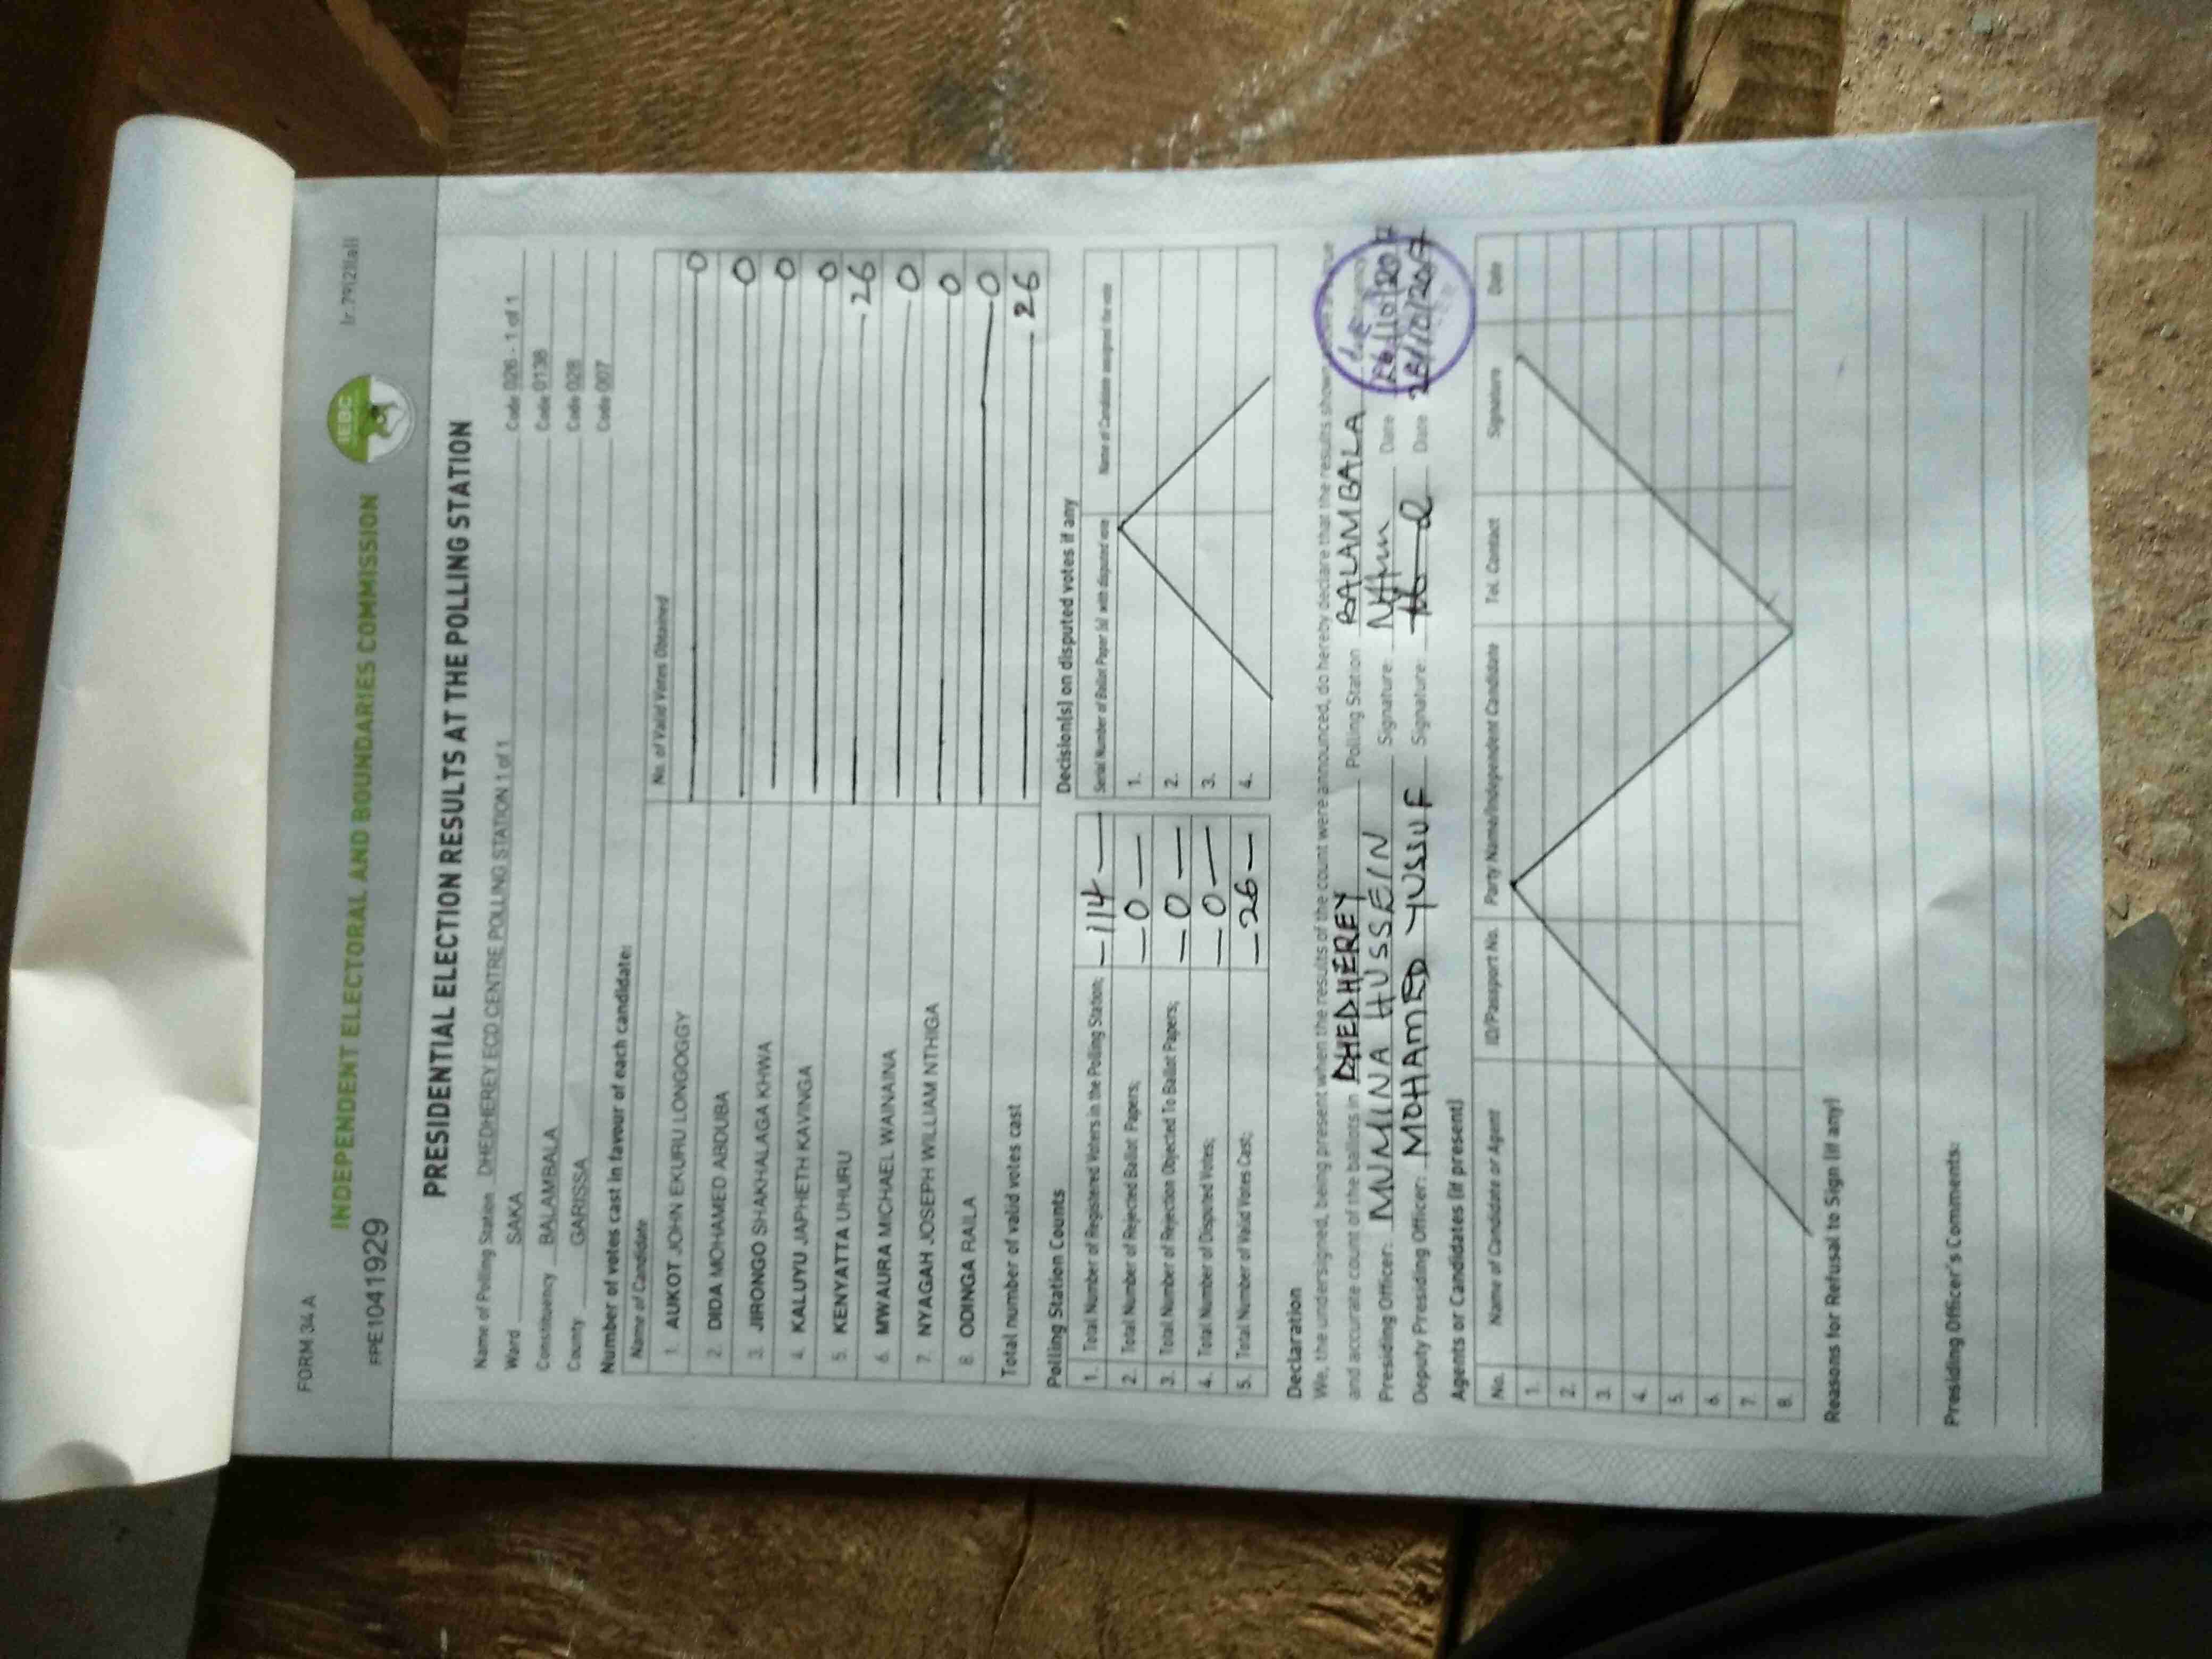 FORM 34A
Ir.79(2)(a)
INDEPENDENT ELECTORAL AND BOUNDARIES COMMISSION
IEBC
PPE1041929
PRESIDENTIAL ELECTION RESULTS AT THE POLLING STATION
Name of Polling Station DHEDHEREY ECD CENTRE POLLING STATION 1 of 1 Code 026 - 1 of 1
Ward SAKA Code 0138
Constituency BALAMBALA Code 028
County GARISSA Code 007
Number of votes cast in favour of each candidate:
Name of Candidate No. of Valid Votes Obtained
1. AUKOT JOHN EKURU LONGOGGY 0
2. DIDA MOHAMED ABDUBA 0
3. JIRONGO SHAKHALAGA KHWA 0
4. KALUYU JAPHETH KAVINGA 0
5. KENYATTA UHURU 26
6. MWAURA MICHAEL WAINAINA 0
7. NYAGAH JOSEPH WILLIAM NTHIGA 0
8. ODINGA RAILA 0
Total number of valid votes cast 26
Polling Station Counts
1. Total Number of Registered Voters in the Polling Station; 114
2. Total Number of Rejected Ballot Papers; 0
3. Total Number of Rejection Objected To Ballot Papers; 0
4. Total Number of Disputed Votes; 0
5. Total Number of Valid Votes Cast; 26
Decision(s) on disputed votes if any
Serial Number of Ballot Paper (s) with disputed vote Name of Candidate assigned the vote
1.
2.
3.
4.
Declaration
We, the undersigned, being present when the results of the count were announced, do hereby declare that the results shown
and accurate count of the ballots in DHEDHEREY Polling Station BALAMBALA
Presiding Officer: MUMINA HUSSEIN Signature: Date 26/10/2017
Deputy Presiding Officer: MOHAMED YUSSUF Signature: Date 26/10/2017
Agents or Candidates (if present)
No. Name of Candidate or Agent ID/Passport No. Party Name/Independent Candidate Tel. Contact Signature Date
1.
2.
3.
4.
5.
6.
7.
8.
Reasons for Refusal to Sign (if any)
Presiding Officer's Comments: